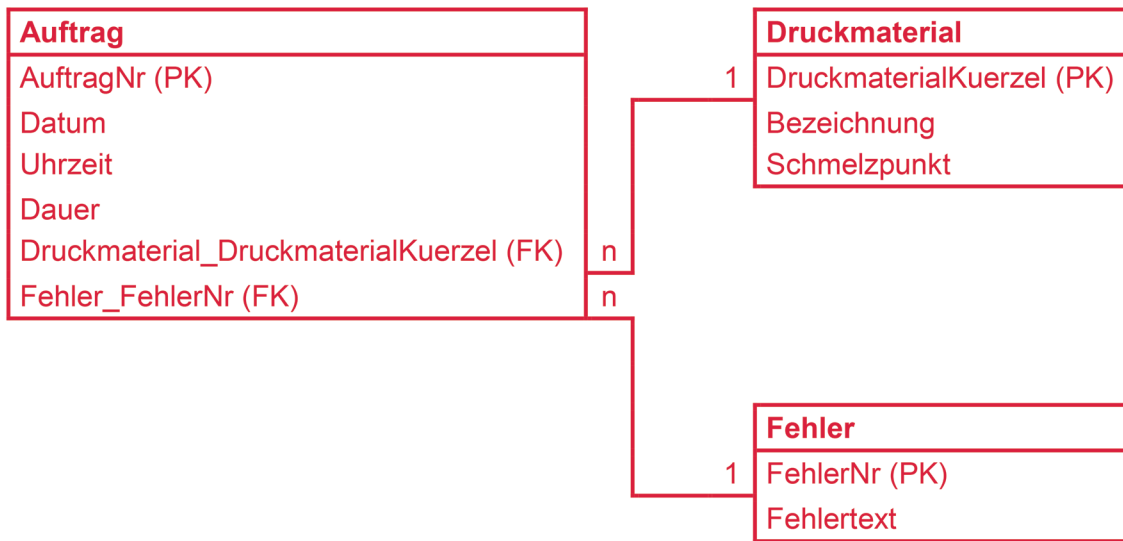 Auftrag
AuftragNr (PK)
Datum
Uhrzeit
Dauer
Druckmaterial_DruckmaterialKuerzel (FK)
n
Fehler_FehlerNr (FK)
n
Druckmaterial
1
DruckmaterialKuerzel (PK)
Bezeichnung
Schmelzpunkt
Fehler
1
FehlerNr (PK)
Fehlertext